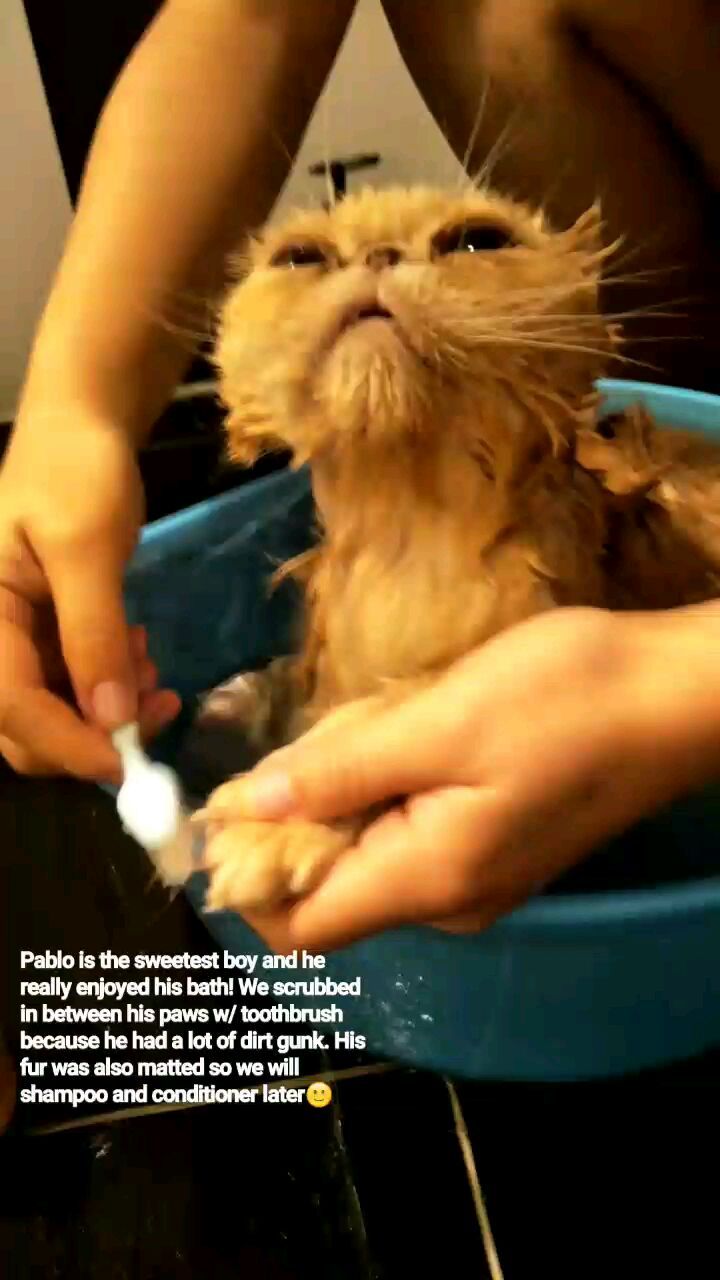 Pablo is the sweetest boy and he
really enjoyed his bath! We scrubbed
in between his paws w/ toothbrush
because he had a lot of dirt gunk. His
fur was also matted so we will
shampoo and conditioner later🙂